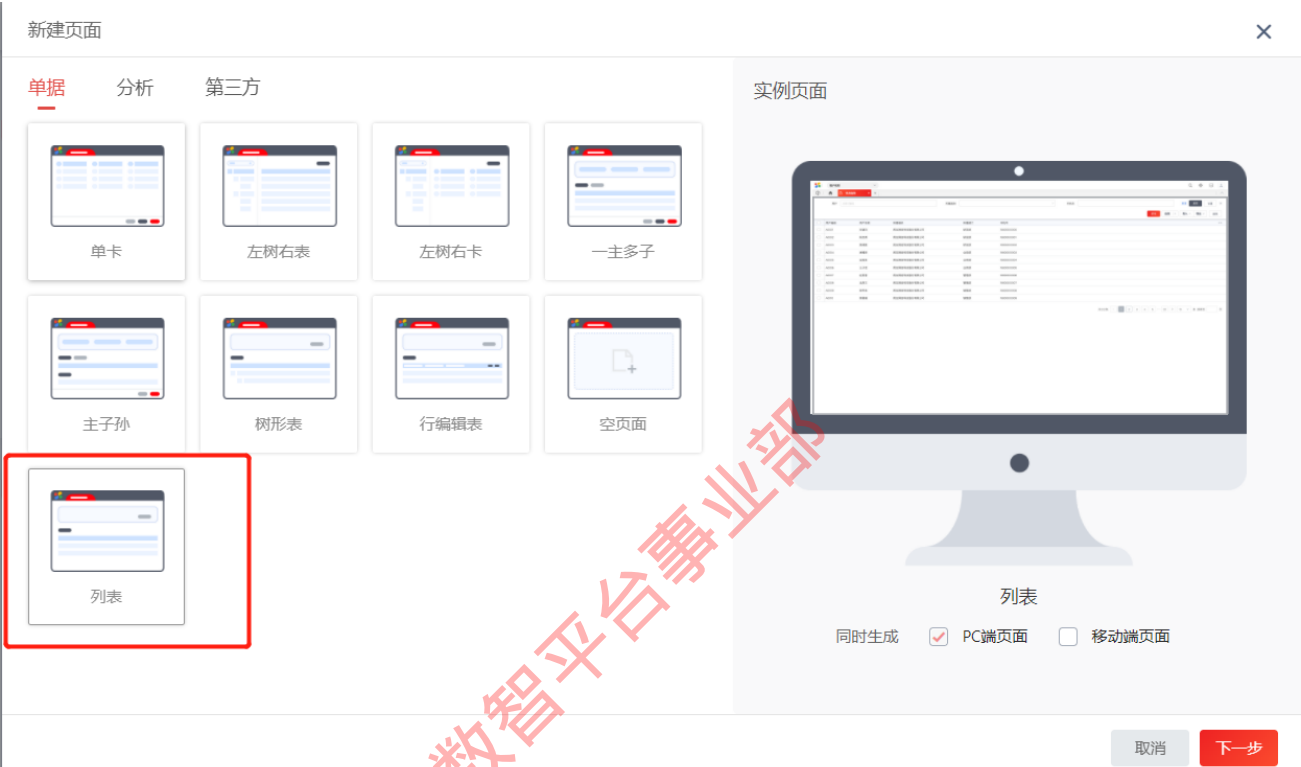 新建页面
单据 分析 第三方
实例页面
单卡 左树右表 左树右卡 一主多子
主子孙 树形表 行编辑表 空页面
列表
列表
同时生成 PC端页面 移动端页面
取消 下一步
数智平台事业部